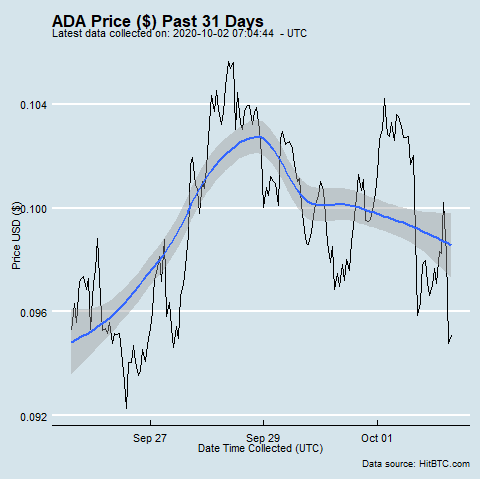 ADA Price ($) Past 31 Days
Latest data collected on: 2020-10-02 07:04:44  - UTC
0.104
0.100
0.096
0.092
Price USD ($)
Sep 27
Sep 29
Oct 01
Date Time Collected (UTC)
Data source: HitBTC.com